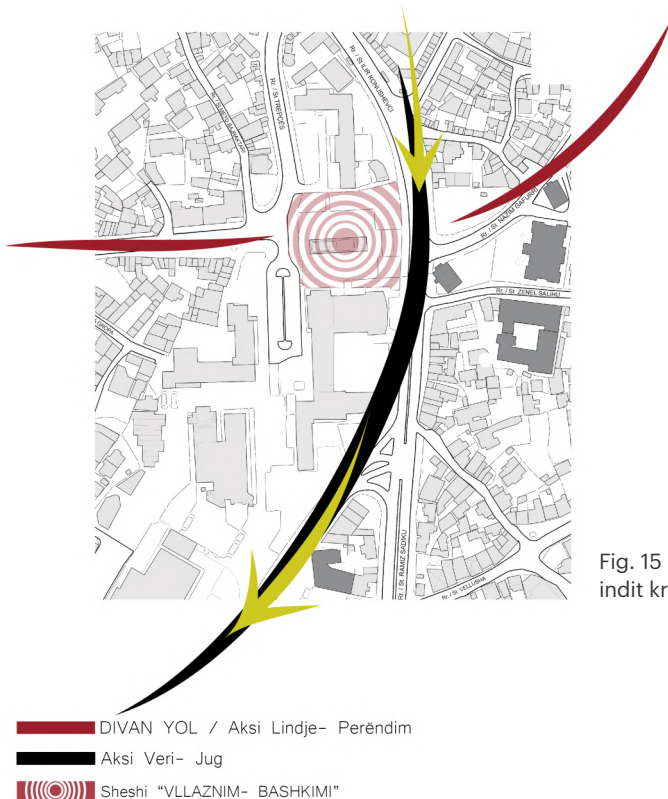 Rr. / St ILIR KONUSHEVCI
Rr. / St TREPÇËS
Rr. / St NAZIM GAFURRI
Rr. / St. ZENEL SALIHU
Rr. / St. RAMIZ SADIKU
Rr. / St VELLUSHA
Fig. 15
indit kr
DIVAN YOL / Aksi Lindje- Perëndim
Aksi Veri- Jug
Sheshi "VLLAZNIM- BASHKIMI"